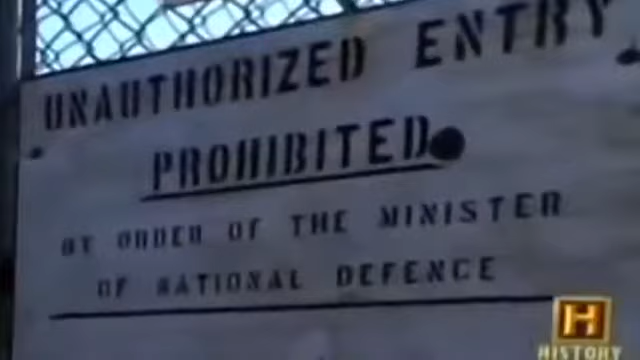 UNAUTHORIZED ENTRY
PROHIBITED
BY ORDER OF THE MINISTER
OF NATIONAL DEFENCE
H
HISTORY